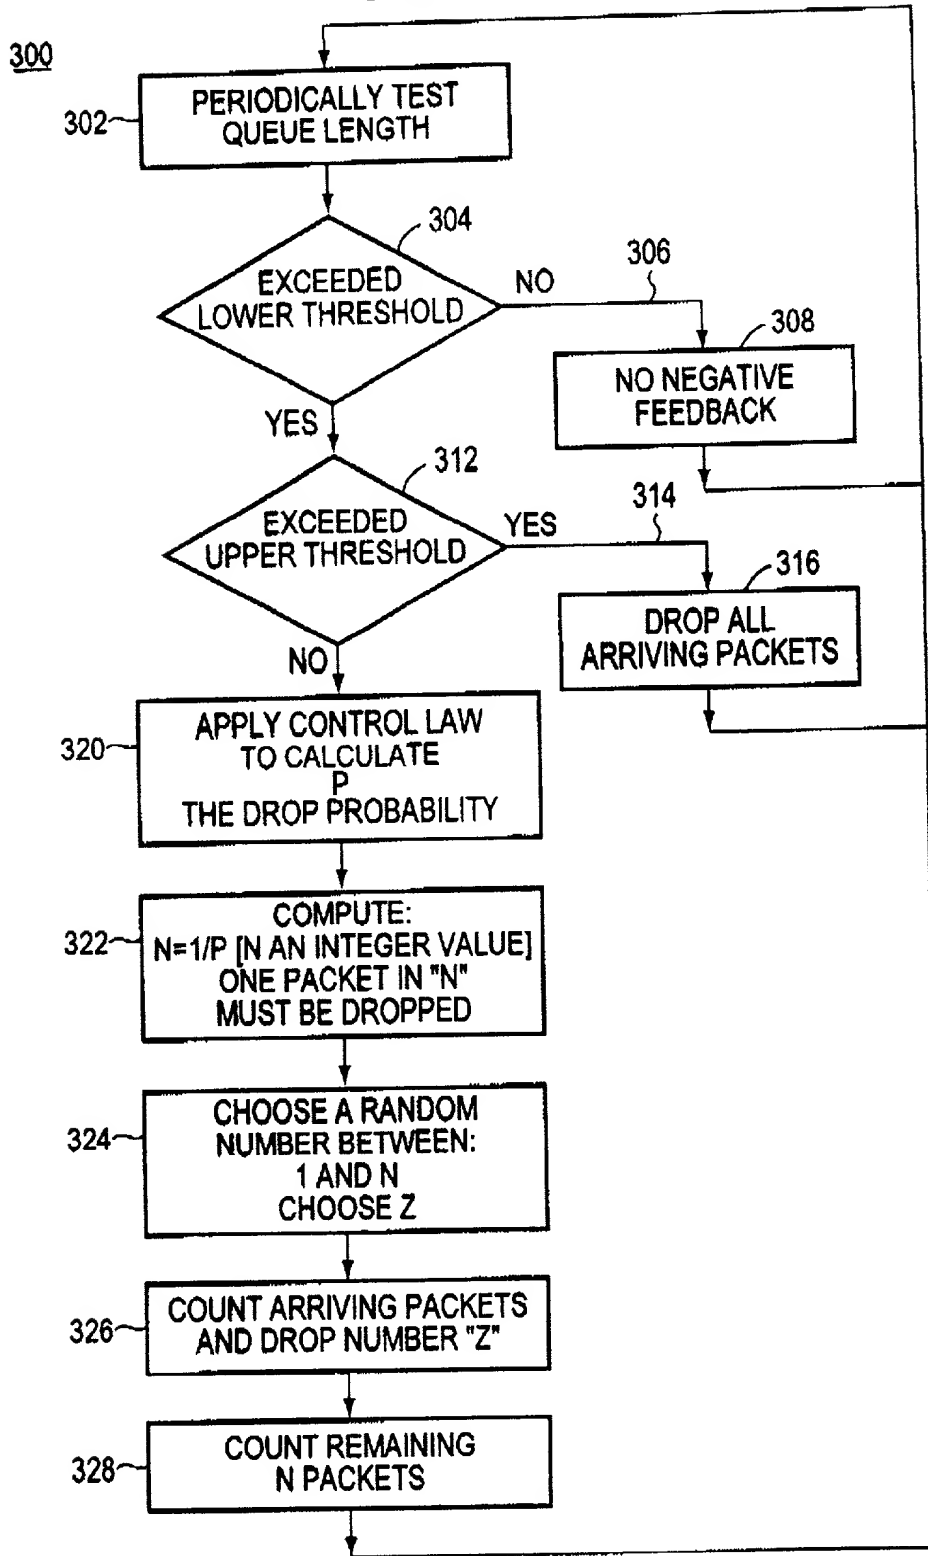 300
302
PERIODICALLY TEST
QUEUE LENGTH
304
EXCEEDED
LOWER THRESHOLD
NO
306
308
NO NEGATIVE
FEEDBACK
YES
312
EXCEEDED
UPPER THRESHOLD
YES
314
316
DROP ALL
ARRIVING PACKETS
NO
320
APPLY CONTROL LAW
TO CALCULATE
P
THE DROP PROBABILITY
322
COMPUTE:
N=1/P [N AN INTEGER VALUE]
ONE PACKET IN "N"
MUST BE DROPPED
324
CHOOSE A RANDOM
NUMBER BETWEEN:
1 AND N
CHOOSE Z
326
COUNT ARRIVING PACKETS
AND DROP NUMBER "Z"
328
COUNT REMAINING
N PACKETS